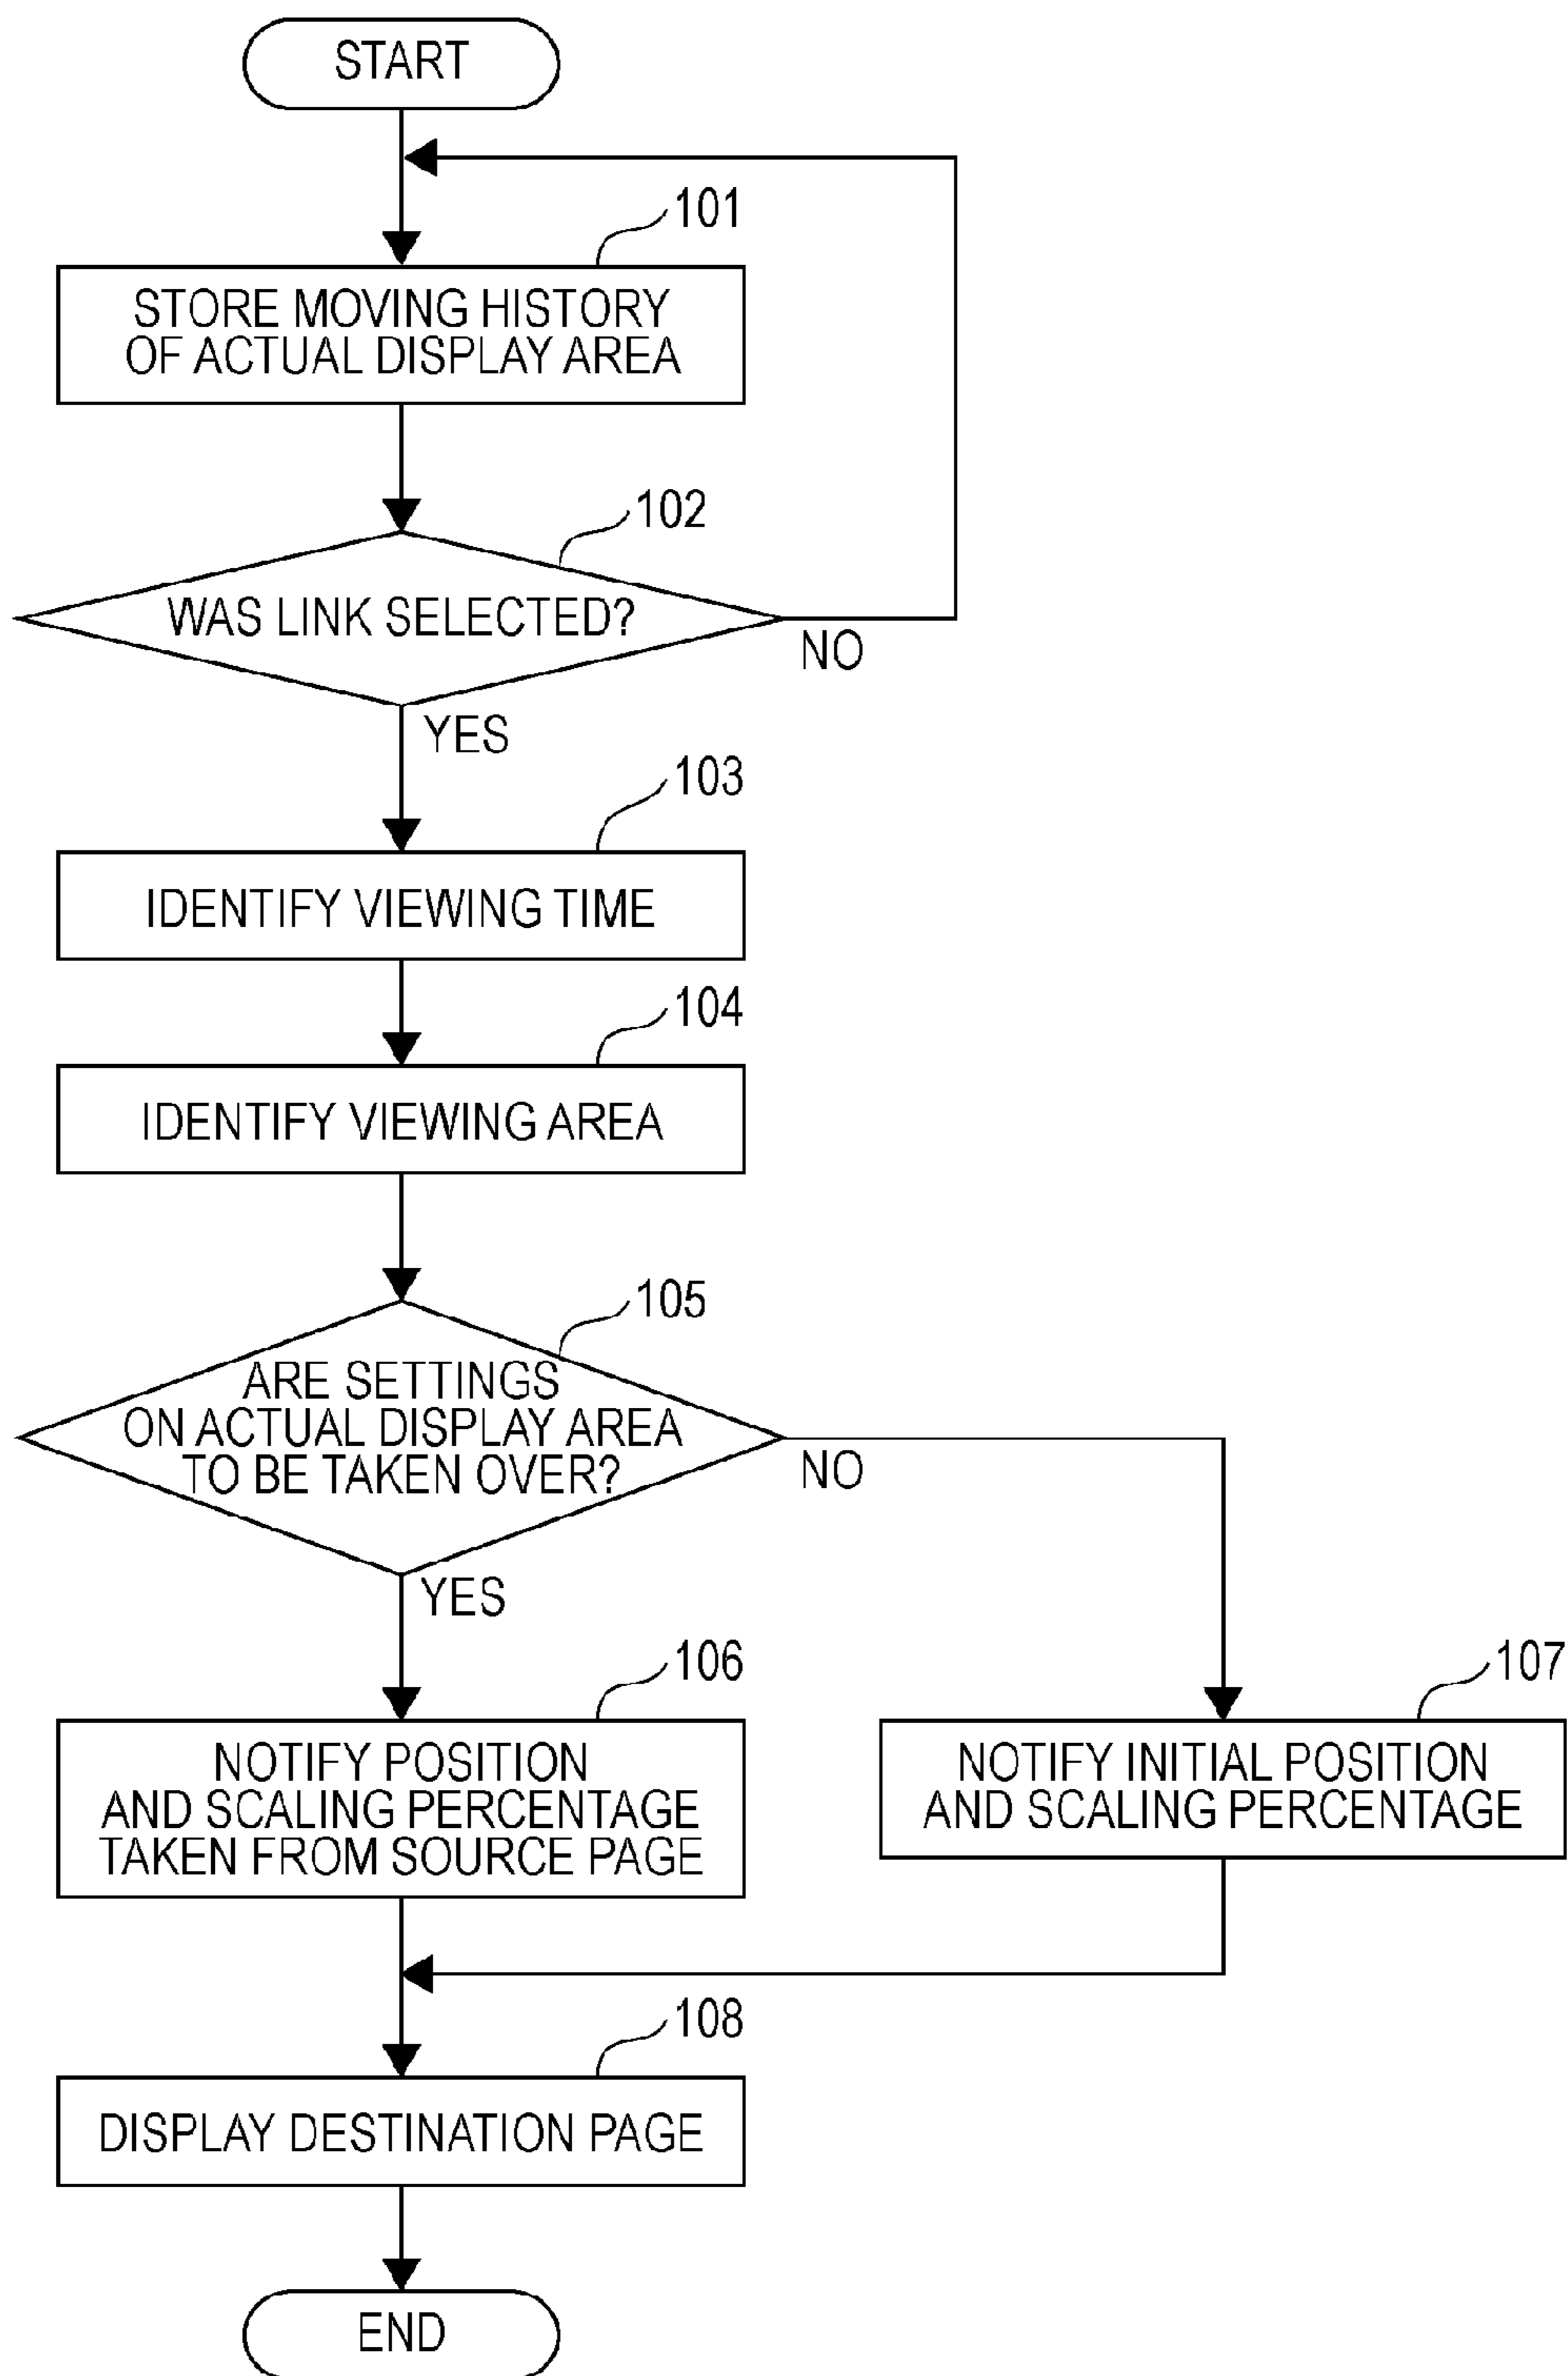 START
101
STORE MOVING HISTORY
OF ACTUAL DISPLAY AREA
102
WAS LINK SELECTED?
NO
YES
103
IDENTIFY VIEWING TIME
104
IDENTIFY VIEWING AREA
105
ARE SETTINGS
ON ACTUAL DISPLAY AREA
TO BE TAKEN OVER?
NO
YES
106
NOTIFY POSITION
AND SCALING PERCENTAGE
TAKEN FROM SOURCE PAGE
107
NOTIFY INITIAL POSITION
AND SCALING PERCENTAGE
108
DISPLAY DESTINATION PAGE
END